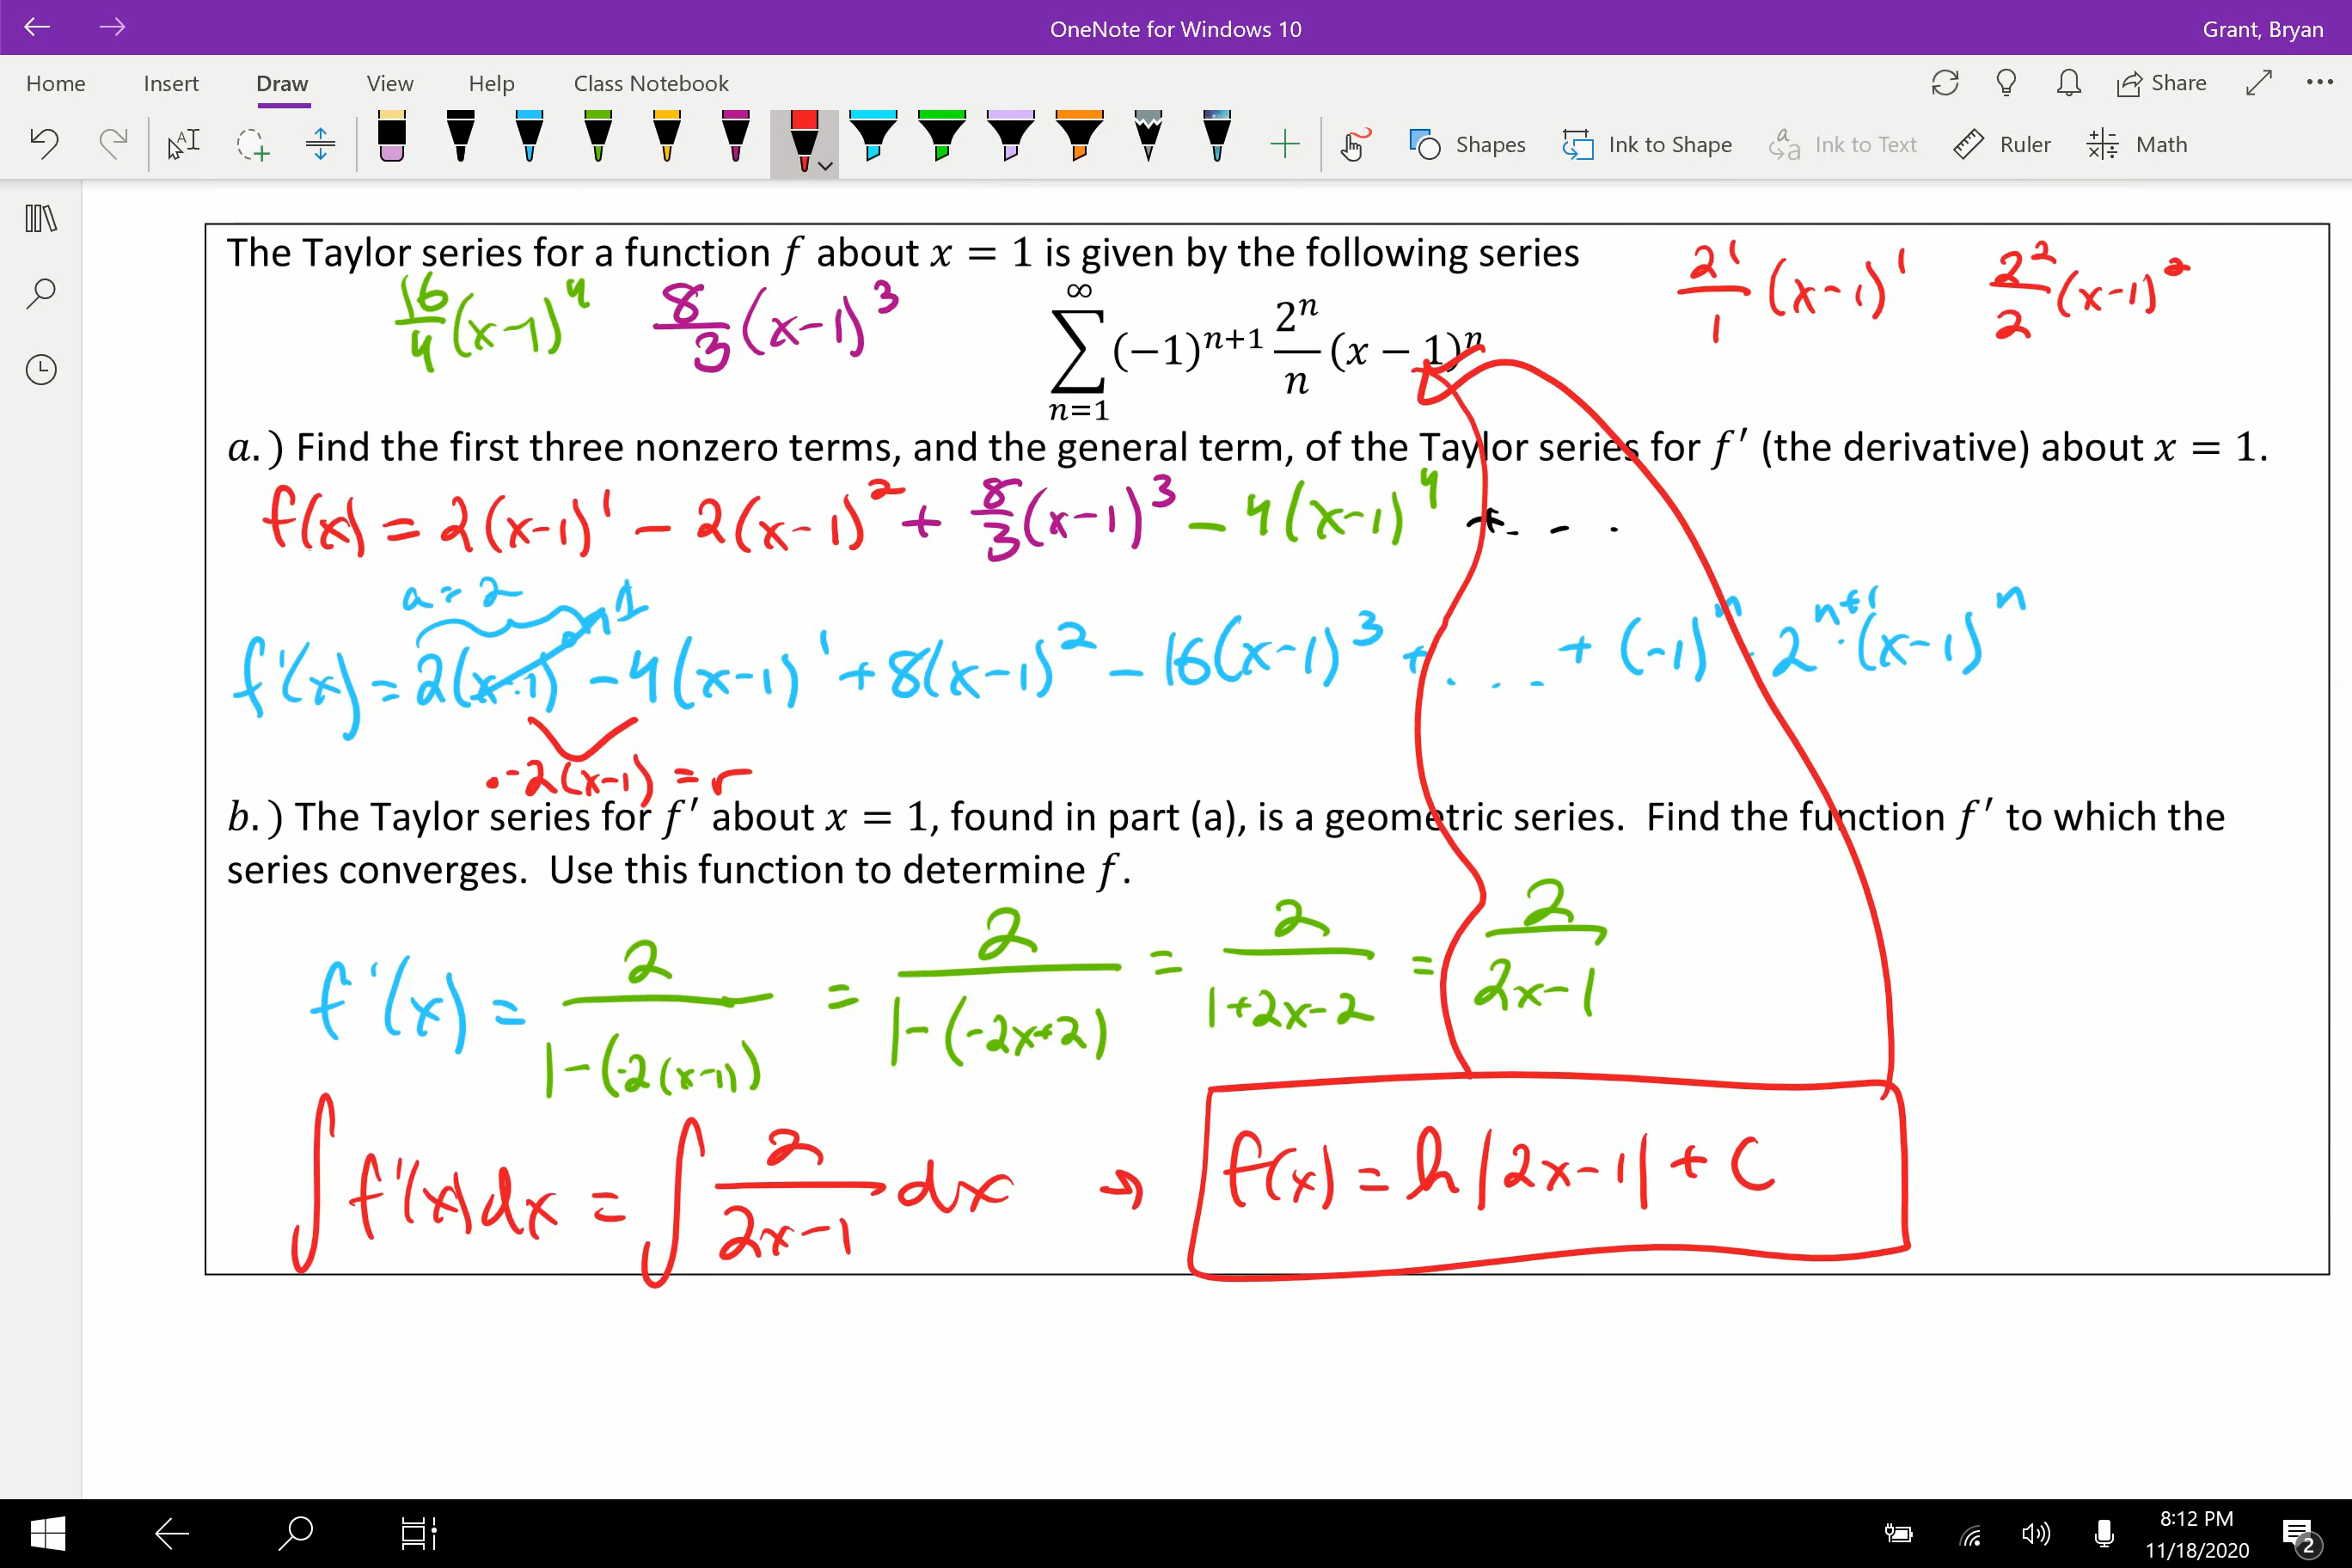 OneNote for Windows 10
Grant, Bryan
Home Insert Draw View Help Class Notebook Share
Shapes Ink to Shape Ink to Text Ruler Math
The Taylor series for a function f about x = 1 is given by the following series
16/4 (x-1)^4 8/3 (x-1)^3 ∑_{n=1}^{∞} (−1)^{n+1} 2^n/n (x − 1)^n 2^1/1 (x-1)^1 2^2/2 (x-1)^2
a.) Find the first three nonzero terms, and the general term, of the Taylor series for f′ (the derivative) about x = 1.
f(x) = 2(x-1)^1 - 2(x-1)^2 + 8/3 (x-1)^3 - 4(x-1)^4 + ...
a = 2 1
f'(x) = 2(x-1) - 4(x-1)^1 + 8(x-1)^2 - 16(x-1)^3 + .... + (-1)^n · 2^{n+1} · (x-1)^n
· -2(x-1) = r
b.) The Taylor series for f′ about x = 1, found in part (a), is a geometric series. Find the function f′ to which the
series converges. Use this function to determine f.
f'(x) = 2/(1-(-2(x-1)) = 2/(1-(-2x+2)) = 2/(1+2x-2) = 2/(2x-1)
∫ f'(x) dx = ∫ 2/(2x-1) dx → f(x) = ln|2x-1| + C
8:12 PM
11/18/2020
2